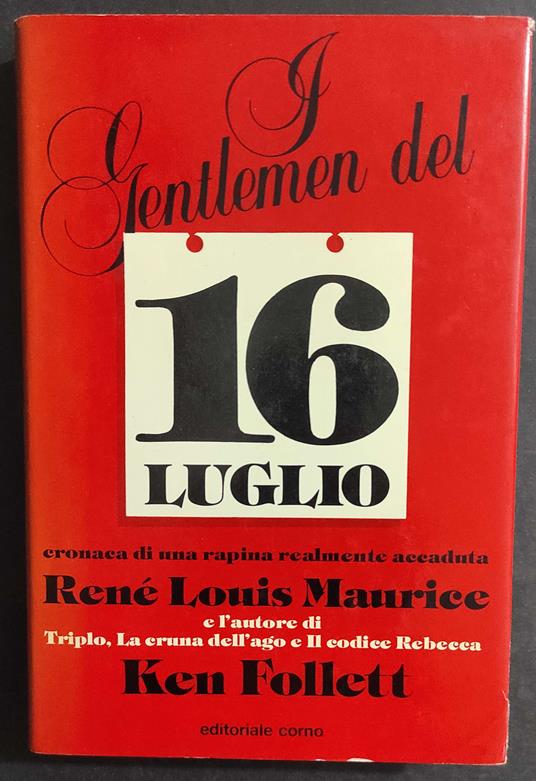 I
Gentlemen del
16
LUGLIO
cronaca di una rapina realmente accaduta
René Louis Maurice
e l'autore di
Triplo, La cruna dell'ago e Il codice Rebecca
Ken Follett
editoriale corno